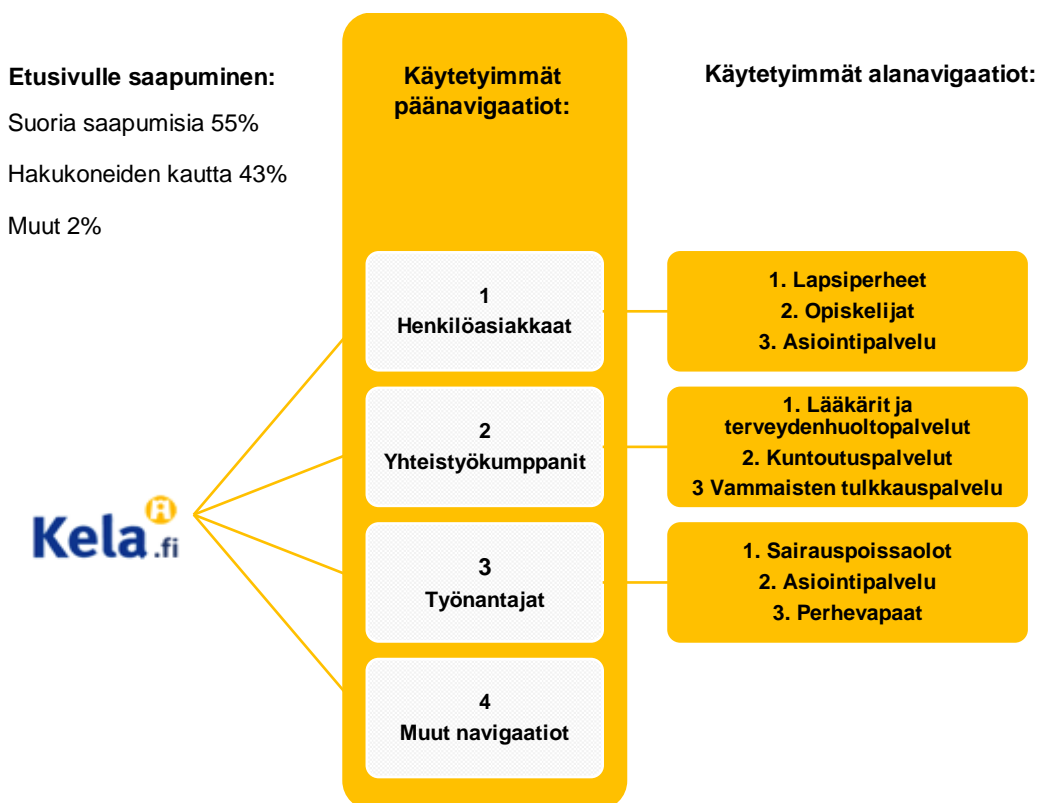 Etusivulle saapuminen:
Suoria saapumisia 55%
Hakukoneiden kautta 43%
Muut 2%
Kela.fi
Käytetyimmät
päänavigaatiot:
1
Henkilöasiakkaat
2
Yhteistyökumppanit
3
Työnantajat
4
Muut navigaatiot
Käytetyimmät alanavigaatiot:
1. Lapsiperheet
2. Opiskelijat
3. Asiointipalvelu
1. Lääkärit ja
terveydenhuoltopalvelut
2. Kuntoutuspalvelut
3 Vammaisten tulkkauspalvelu
1. Sairauspoissaolot
2. Asiointipalvelu
3. Perhevapaat